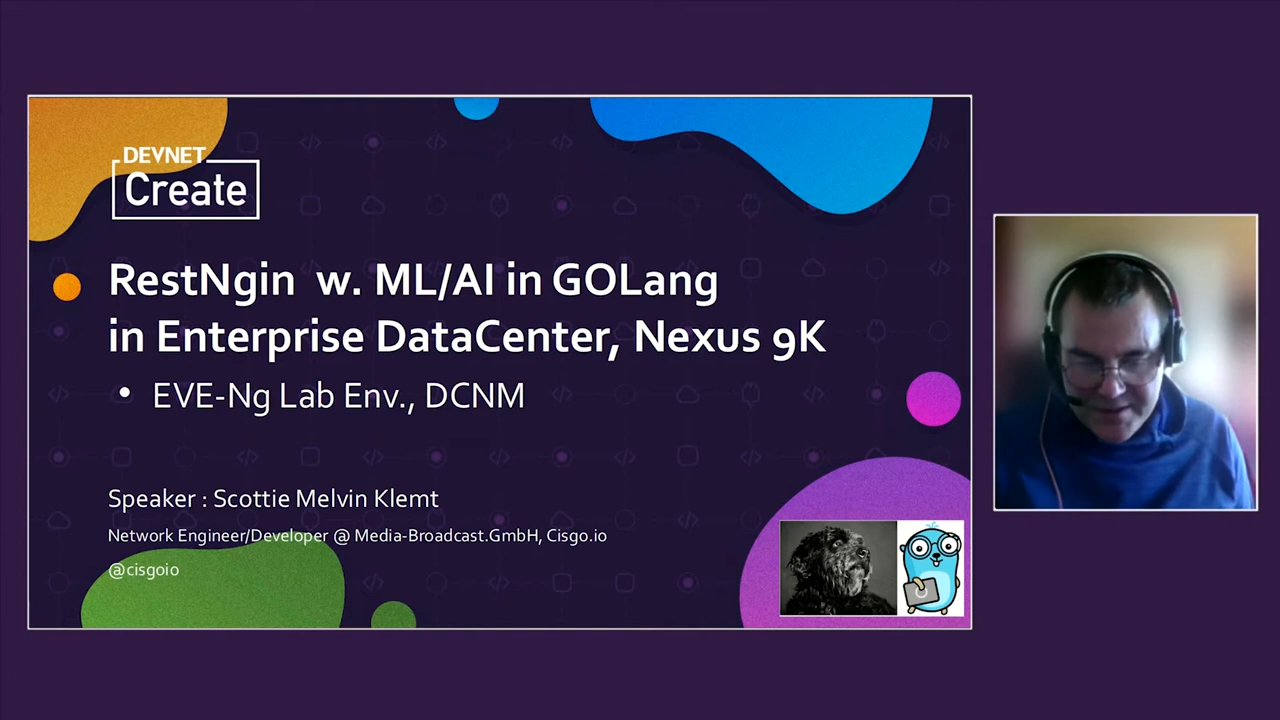 DEVNET
Create
RestNgin w. ML/AI in GOLang
in Enterprise DataCenter, Nexus 9K
• EVE-Ng Lab Env., DCNM
Speaker : Scottie Melvin Klemt
Network Engineer/Developer @ Media-Broadcast.GmbH, Cisgo.io
@cisgoio